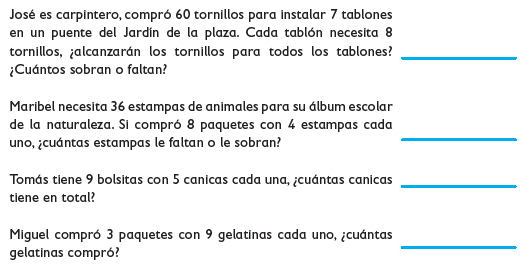 José es carpintero, compró 60 tornillos para instalar 7 tablones
en un puente del Jardín de la plaza. Cada tablón necesita 8
tornillos, ¿alcanzarán los tornillos para todos los tablones?
¿Cuántos sobran o faltan?
Maribel necesita 36 estampas de animales para su álbum escolar
de la naturaleza. Si compró 8 paquetes con 4 estampas cada
uno, ¿cuántas estampas le faltan o le sobran?
Tomás tiene 9 bolsitas con 5 canicas cada una, ¿cuántas canicas
tiene en total?
Miguel compró 3 paquetes con 9 gelatinas cada uno, ¿cuántas
gelatinas compró?